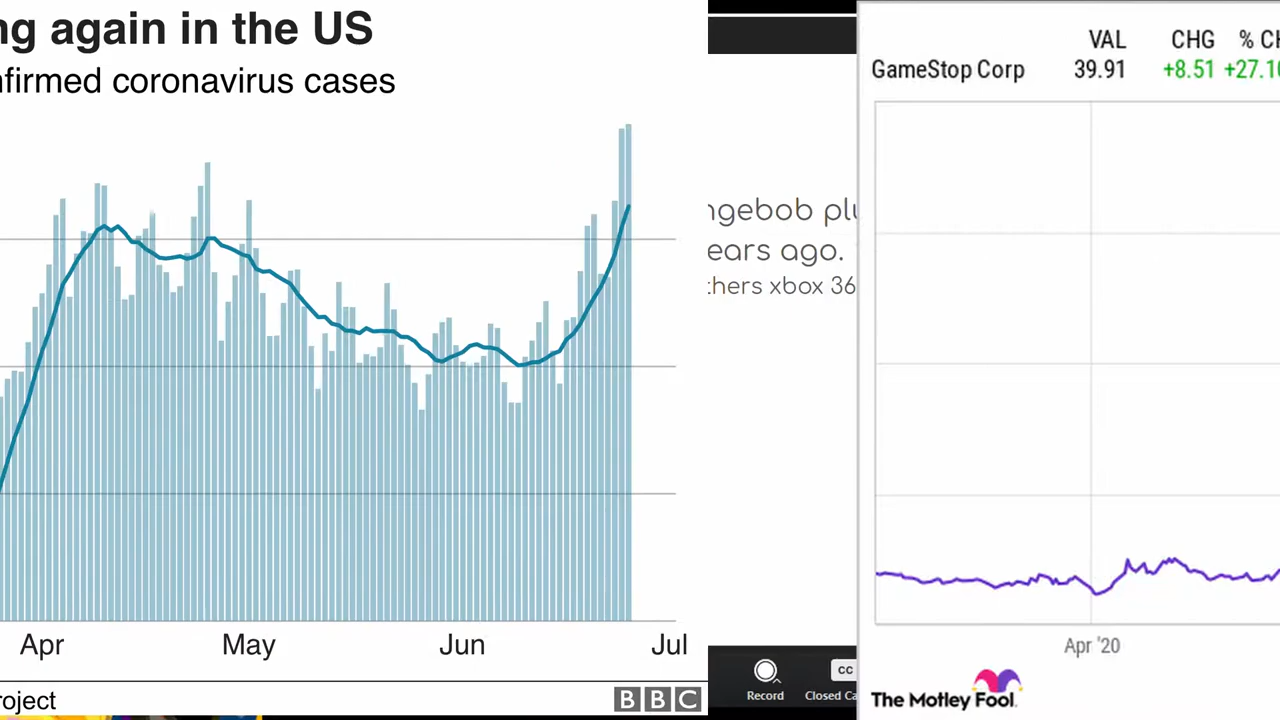 ng again in the US
nfirmed coronavirus cases
Apr May Jun Jul
roject
BBC
ngebob plu
ears ago.
thers xbox 36
Record Closed Ca
CC
VAL CHG % CH
GameStop Corp 39.91 +8.51 +27.10
Apr '20
The Motley Fool.